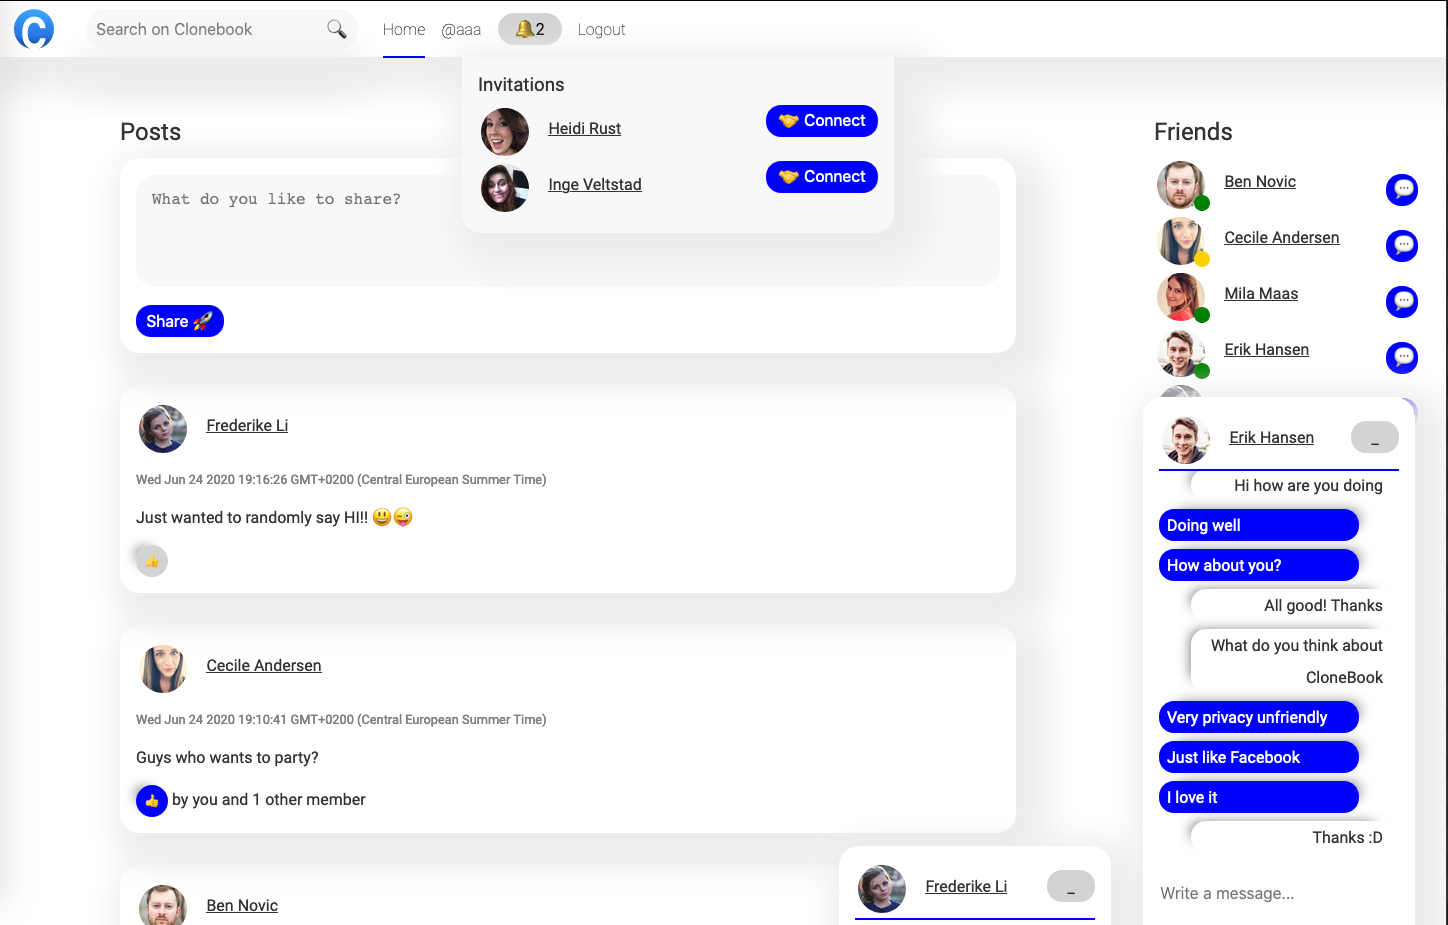 C
Search on Clonebook
Home
@aaa
🔔2
Logout
Invitations
Heidi Rust
🤝 Connect
Inge Veltstad
🤝 Connect
Posts
What do you like to share?
Share 🚀
Frederike Li
Wed Jun 24 2020 19:16:26 GMT+0200 (Central European Summer Time)
Just wanted to randomly say HI!! 😃😜
Cecile Andersen
Wed Jun 24 2020 19:10:41 GMT+0200 (Central European Summer Time)
Guys who wants to party?
by you and 1 other member
Ben Novic
Friends
Ben Novic
Cecile Andersen
Mila Maas
Erik Hansen
Erik Hansen
_
Hi how are you doing
Doing well
How about you?
All good! Thanks
What do you think about
CloneBook
Very privacy unfriendly
Just like Facebook
I love it
Thanks :D
Write a message...
Frederike Li
_